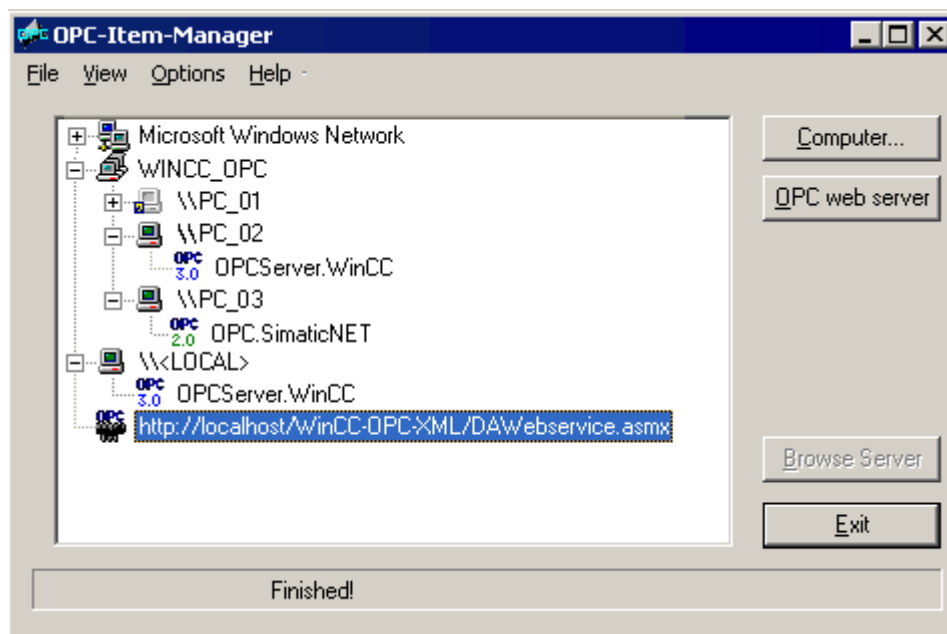 OPC-Item-Manager
File View Options Help
Microsoft Windows Network
WINCC_OPC
\\PC_01
\\PC_02
OPC 3.0 OPCServer.WinCC
\\PC_03
OPC 2.0 OPC.SimaticNET
\\<LOCAL>
OPC 3.0 OPCServer.WinCC
OPC http://localhost/WinCC-OPC-XML/DAWebservice.asmx
Computer...
OPC web server
Browse Server
Exit
Finished!